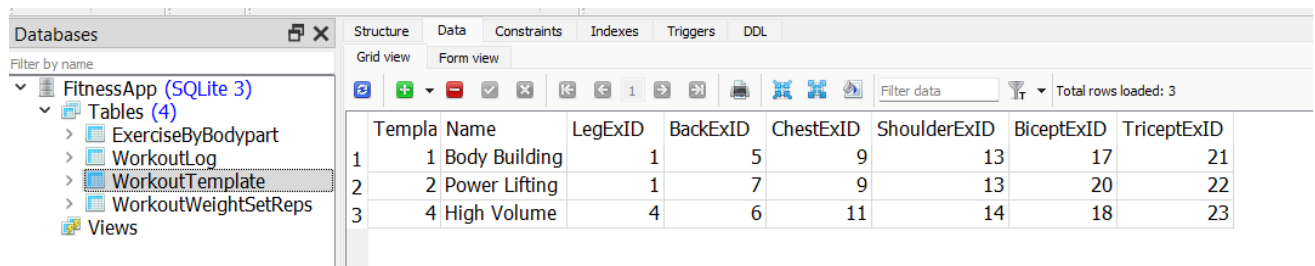 Databases
Filter by name
FitnessApp (SQLite 3)
Tables (4)
ExerciseByBodypart
WorkoutLog
WorkoutTemplate
WorkoutWeightSetReps
Views
Structure Data Constraints Indexes Triggers DDL
Grid view Form view
1 Filter data Total rows loaded: 3
Templa Name LegExID BackExID ChestExID ShoulderExID BiceptExID TriceptExID
1 1 Body Building 1 5 9 13 17 21
2 2 Power Lifting 1 7 9 13 20 22
3 4 High Volume 4 6 11 14 18 23